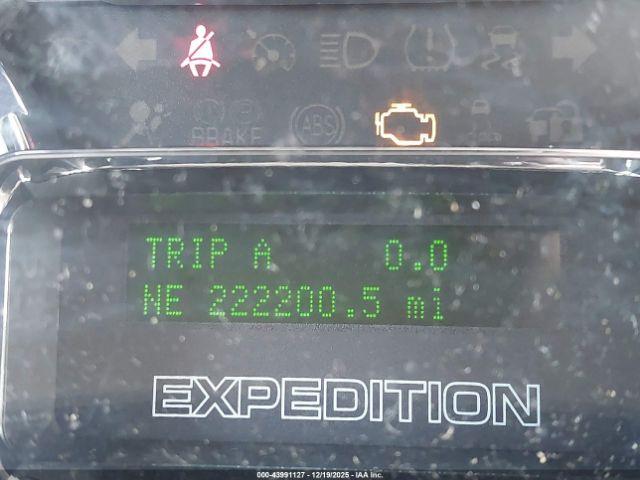 BRAKE
ABS
TRIP A 0.0
NE 222200.5 mi
EXPEDITION
000-43991127 - 12/19/2025 - IAA Inc.